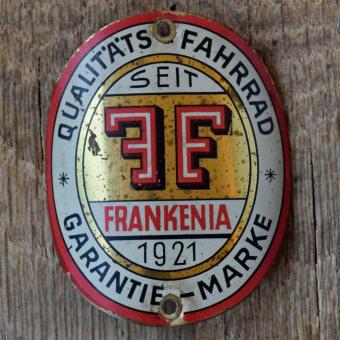 QUALITÄTS FAHRRAD
SEIT
FF
FRANKENIA
1921
* GARANTIE-MARKE *